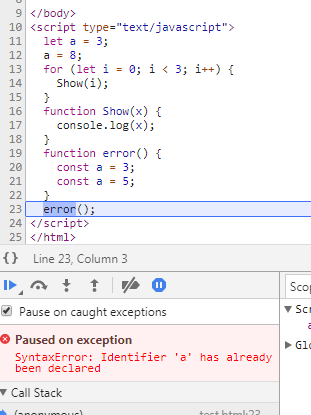 9 </body>
10 <script type="text/javascript">
11 let a = 3;
12 a = 8;
13 for (let i = 0; i < 3; i++) {
14 Show(i);
15 }
16 function Show(x) {
17 console.log(x);
18 }
19 function error() {
20 const a = 3;
21 const a = 5;
22 }
23 error();
24 </script>
25 </html>
{} Line 23, Column 3
Pause on caught exceptions
Paused on exception
SyntaxError: Identifier 'a' has already
been declared
Call Stack
(anonymous) test.html:23